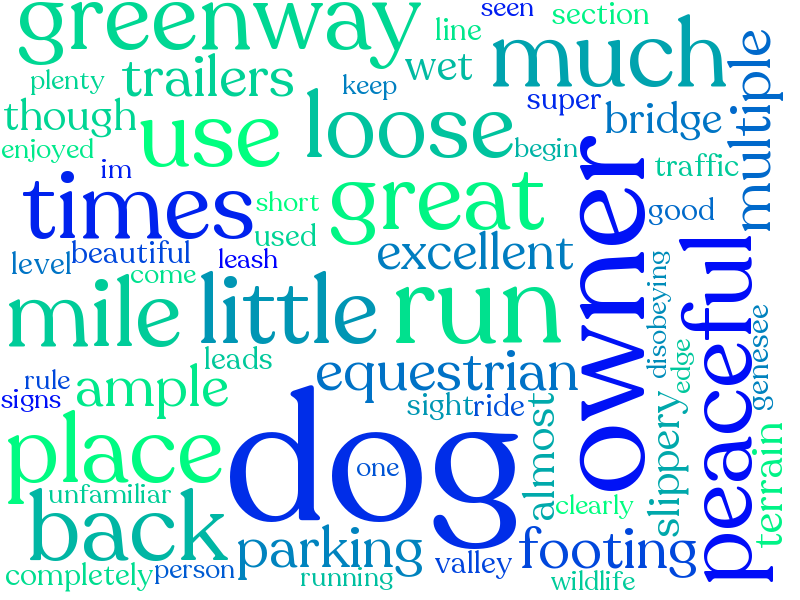 greenway
seen
section
line
much
multiple
plenty
trailers
wet
keep
super
loose
bridge
though
use
enjoyed
begin
traffic
im
times
short
great
owner
good
used
level
beautiful
leash
excellent
come
peaceful
disobeying
mile
little
run
genesee
edge
leads
rule
signs
ample
equestrian
sight
ride
almost
slippery
place
dog
one
terrain
unfamiliar
clearly
back
parking
valley
footing
completely
person
running
wildlife